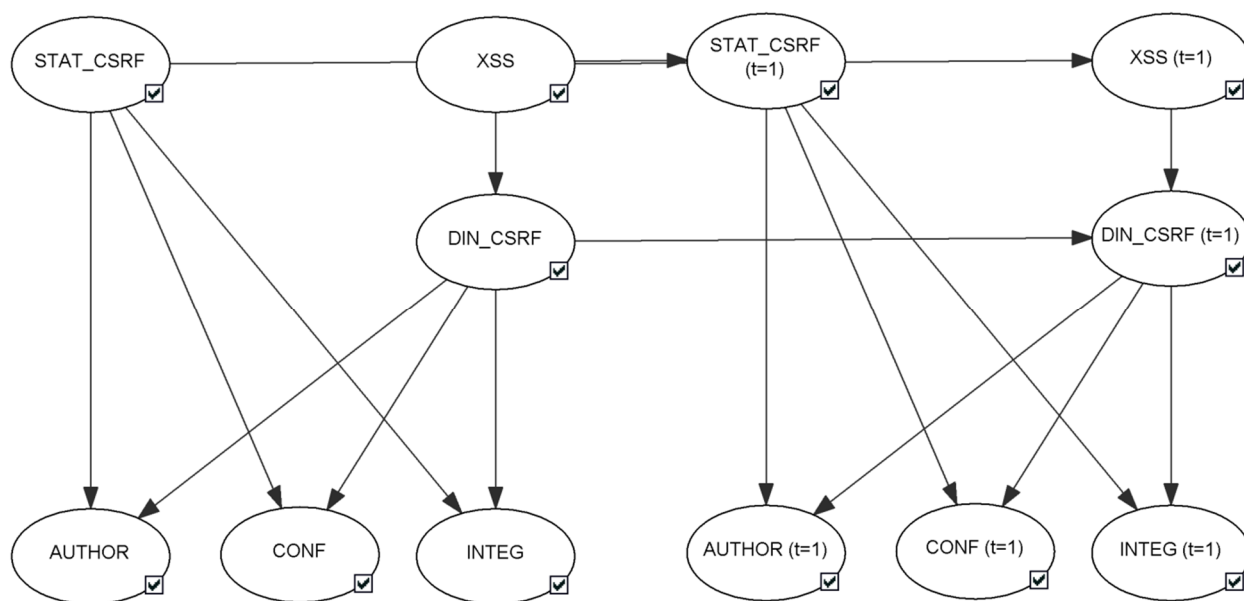 STAT_CSRF
XSS
STAT_CSRF
(t=1)
XSS (t=1)
DIN_CSRF
DIN_CSRF (t=1)
AUTHOR
CONF
INTEG
AUTHOR (t=1)
CONF (t=1)
INTEG (t=1)